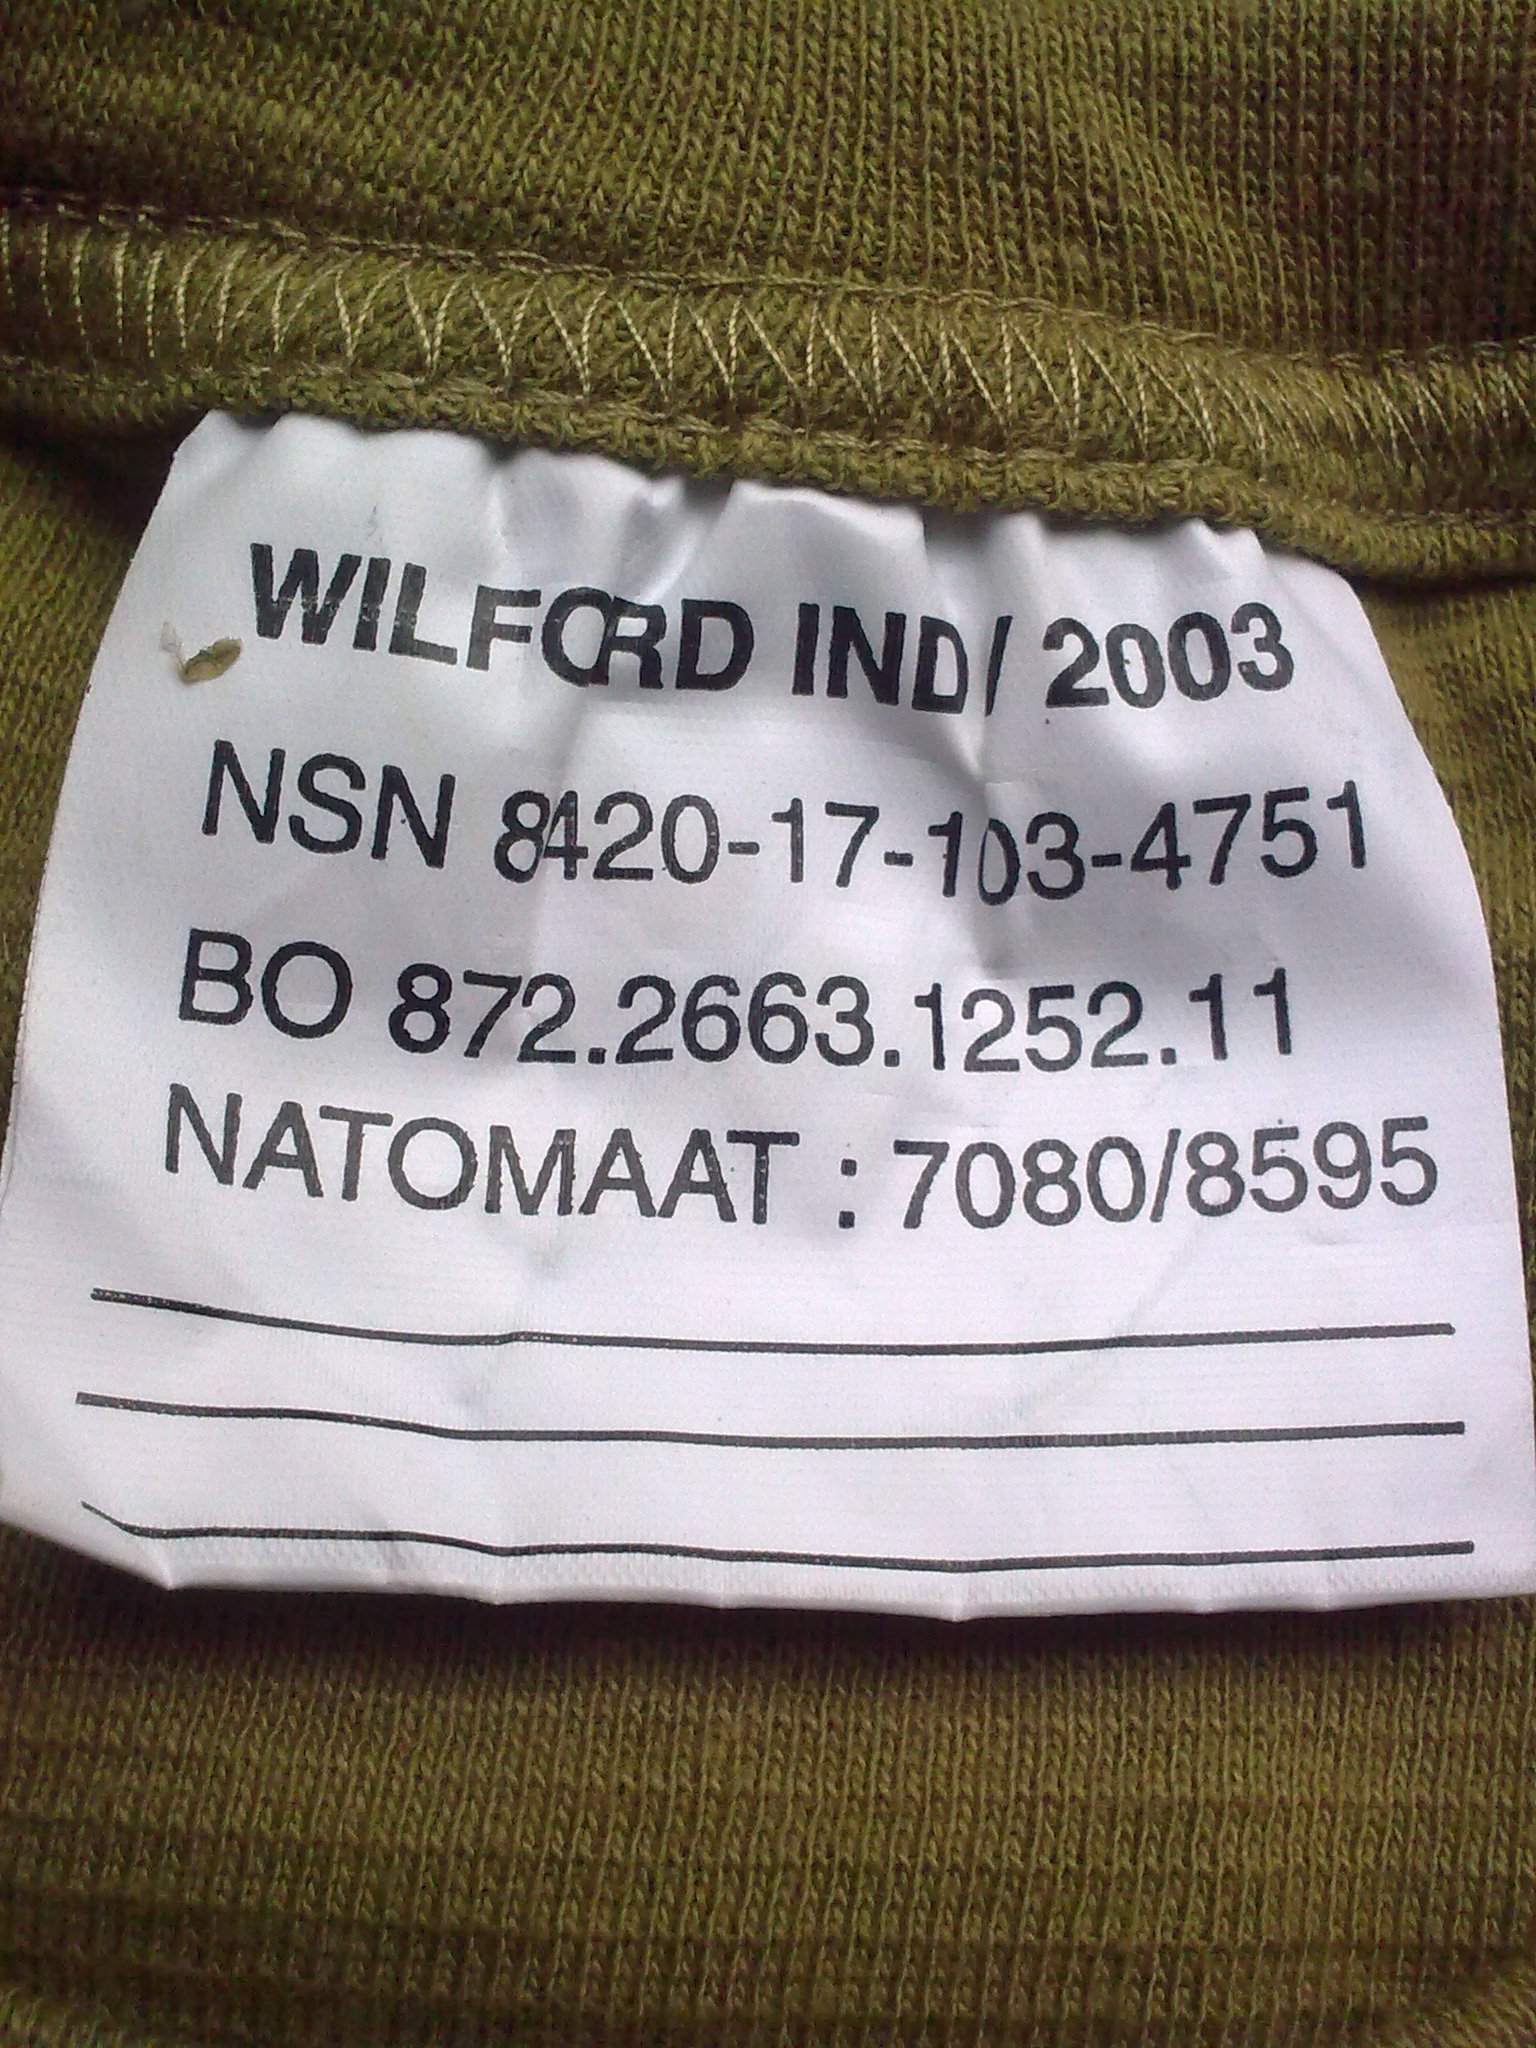 WILFORD IND/ 2003
NSN 8420-17-103-4751
BO 872.2663.1252.11
NATOMAAT : 7080/8595